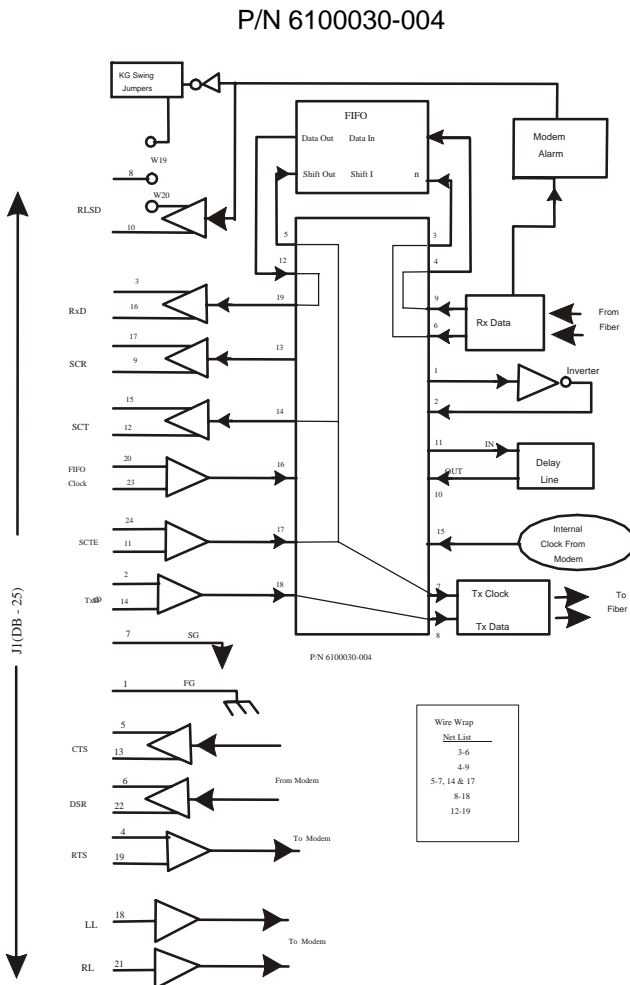 P/N 6100030-004
KG Swing
Jumpers
W19
8
W20
RLSD
10
FIFO
Data Out Data In
Shift Out Shift I n
Modem
Alarm
5
3
12
4
3
19
9
RxD
16
6
Rx Data
From
Fiber
17
13
SCR
9
1
Inverter
2
15
14
SCT
12
11
IN
Delay
Line
OUT
10
20
FIFO
16
Clock
23
24
17
SCTE
11
15
Internal
Clock From
Modem
2
18
TxD
14
7
Tx Clock
Tx Data
To
Fiber
8
7
SG
P/N 6100030-004
J1(DB - 25)
1
FG
5
CTS
13
6
From Modem
DSR
22
4
To Modem
RTS
19
18
LL
To Modem
21
RL
Wire Wrap
Net List
3-6
4-9
5-7, 14 & 17
8-18
12-19